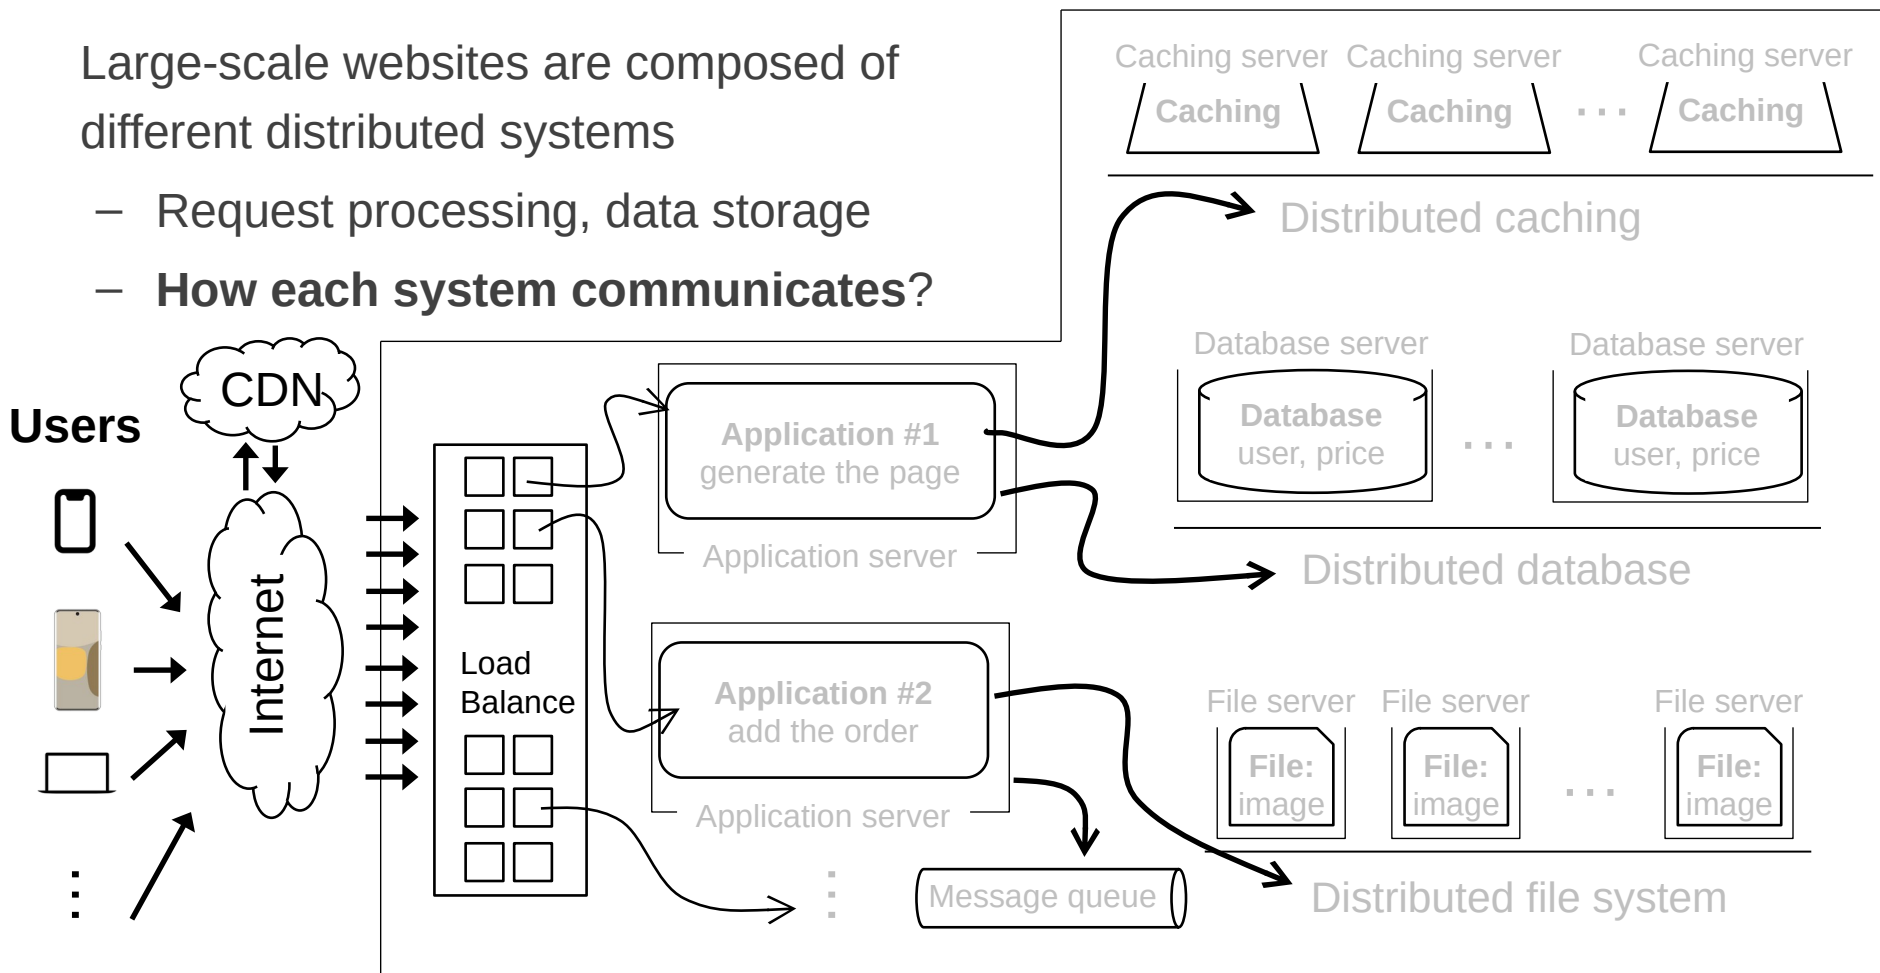 Large-scale websites are composed of
different distributed systems
– Request processing, data storage
– How each system communicates?
Users
CDN
Internet
Load
Balance
Application #1
generate the page
Application server
Application #2
add the order
Application server
⋮
Message queue
Caching server Caching server Caching server
Caching Caching ... Caching
Distributed caching
Database server Database server
Database ... Database
user, price user, price
Distributed database
File server File server File server
File: File: File:
image image ... image
Distributed file system